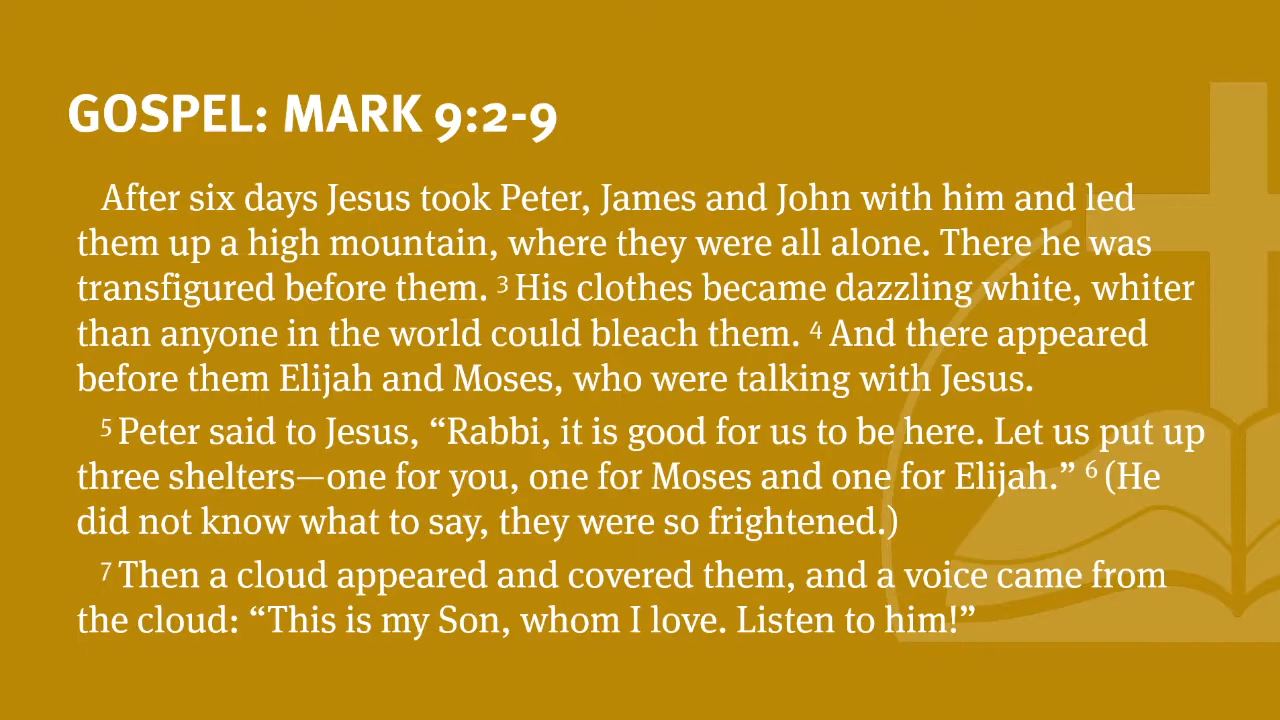 GOSPEL: MARK 9:2-9
After six days Jesus took Peter, James and John with him and led
them up a high mountain, where they were all alone. There he was
transfigured before them. ³ His clothes became dazzling white, whiter
than anyone in the world could bleach them. ⁴ And there appeared
before them Elijah and Moses, who were talking with Jesus.
⁵ Peter said to Jesus, “Rabbi, it is good for us to be here. Let us put up
three shelters—one for you, one for Moses and one for Elijah.” ⁶ (He
did not know what to say, they were so frightened.)
⁷ Then a cloud appeared and covered them, and a voice came from
the cloud: “This is my Son, whom I love. Listen to him!”